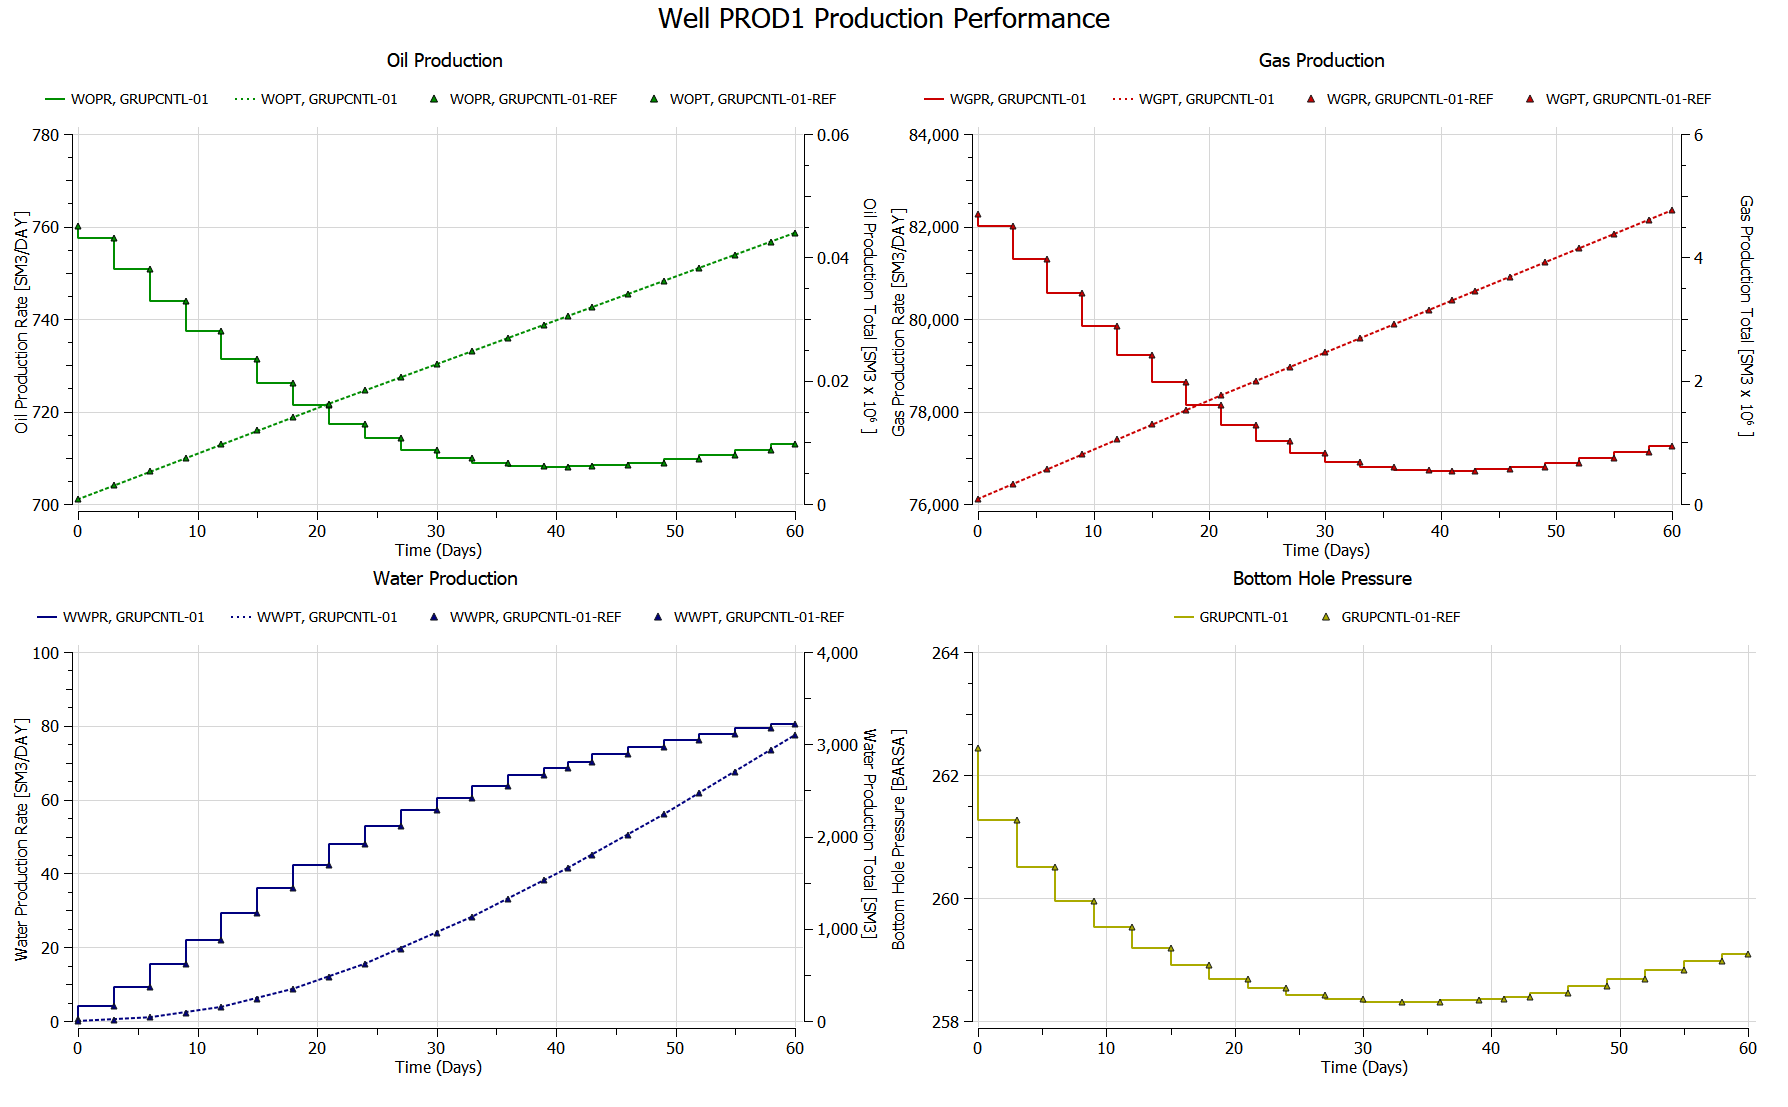 Well PROD1 Production Performance
Oil Production
WOPR, GRUPCNTL-01
WOPT, GRUPCNTL-01
WOPR, GRUPCNTL-01-REF
WOPT, GRUPCNTL-01-REF
Oil Production Rate [SM3/DAY]
780
760
740
720
700
0.06
0.04
0.02
0
Oil Production Total [SM3 x 10⁶ ]
0 10 20 30 40 50 60
Time (Days)
Gas Production
WGPR, GRUPCNTL-01
WGPT, GRUPCNTL-01
WGPR, GRUPCNTL-01-REF
WGPT, GRUPCNTL-01-REF
Gas Production Rate [SM3/DAY]
84,000
82,000
80,000
78,000
76,000
6
4
2
0
Gas Production Total [SM3 x 10⁶ ]
0 10 20 30 40 50 60
Time (Days)
Water Production
WWPR, GRUPCNTL-01
WWPT, GRUPCNTL-01
WWPR, GRUPCNTL-01-REF
WWPT, GRUPCNTL-01-REF
Water Production Rate [SM3/DAY]
100
80
60
40
20
0
4,000
3,000
2,000
1,000
0
Water Production Total [SM3]
0 10 20 30 40 50 60
Time (Days)
Bottom Hole Pressure
GRUPCNTL-01
GRUPCNTL-01-REF
Bottom Hole Pressure [BARSA]
264
262
260
258
0 10 20 30 40 50 60
Time (Days)